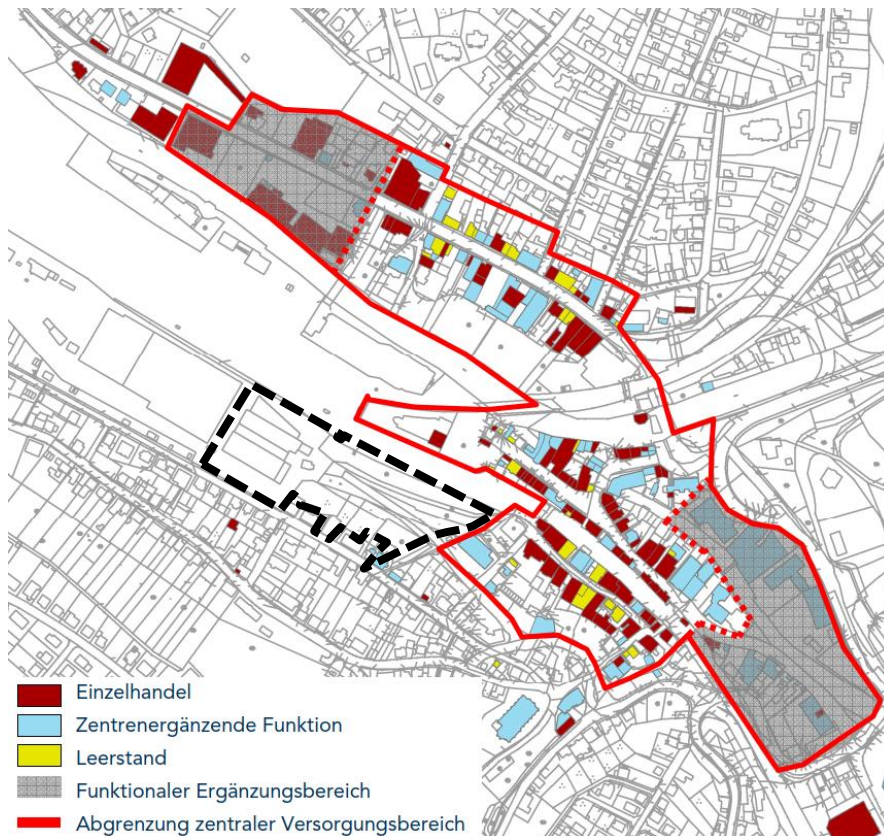 Einzelhandel
Zentrenergänzende Funktion
Leerstand
Funktionaler Ergänzungsbereich
Abgrenzung zentraler Versorgungsbereich